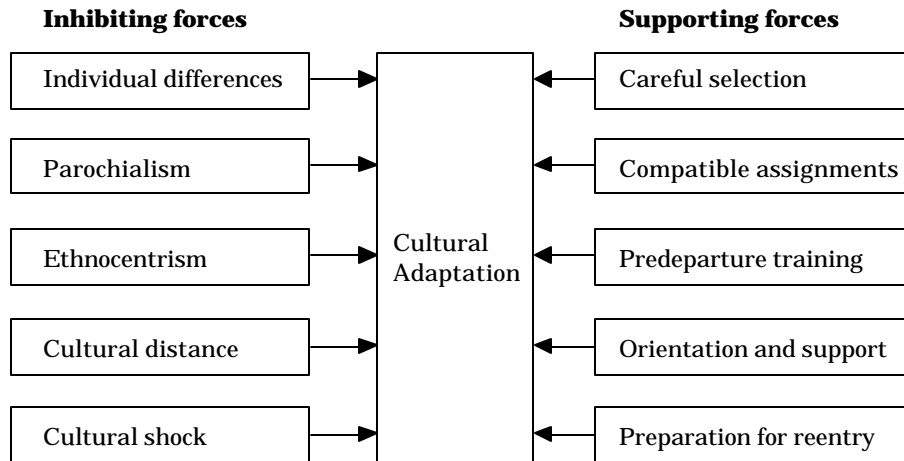 Inhibiting forces
Supporting forces
Individual differences
Careful selection
Parochialism
Compatible assignments
Ethnocentrism
Cultural
Adaptation
Predeparture training
Cultural distance
Orientation and support
Cultural shock
Preparation for reentry